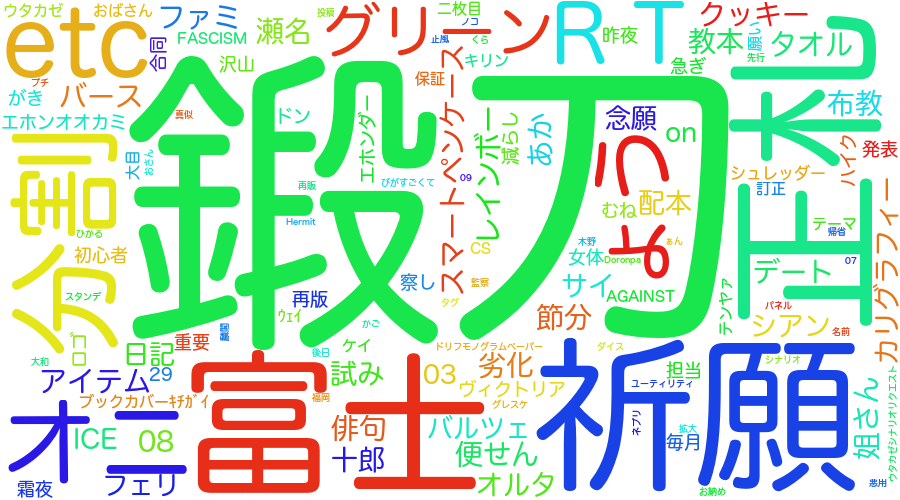 ウタカゼ
おばさん
ファミ
グリーン
投稿
二枚目
ノコ
RT
クッキー
etc
FASCISM
瀬名
合同
止風
くら
昨夜
教本
願い
タオル
札
沢山
キリン
急ぎ
先行
プチ
がき
バース
エホンオオカミ
真似
鍛刀
ドン
保証
念願
on
布教
発表
ハイク
分割
大目
おさん
エホンダー
スマートペンケース
レインボー
減らし
あか
よう
シュレッダー
訂正
再販
びがすごくて
09
むね
配本
テーマ
帰省
ひかる
初心者
Hermit
CS
木野
ぁん
女体
Doronpa
デート
07
圧
カリグラフィー
スタンデ
再版
察し
監察
サイ
AGAINST
テンヤァ
パネル
ロゴ
ウェイ
かご
タグ
節分
シアン
名前
大和
日記
重要
後日
ケイ
ドリフモノグラムペーパー
ダイス
シナリオ
アイテム
29
福岡
試み
03
劣化
担当
ヴィクトリア
ユーティリティ
ブックカバーｷﾁｶﾞｲ
グレスケ
オニ
富士
祈願
ネプリ
姐さん
ウタカゼシナリオリクエスト
ICE
08
俳句
バルツェ
拡大
毎月
十郎
便せん
霜夜
フェリ
オルタ
お納め
悪用